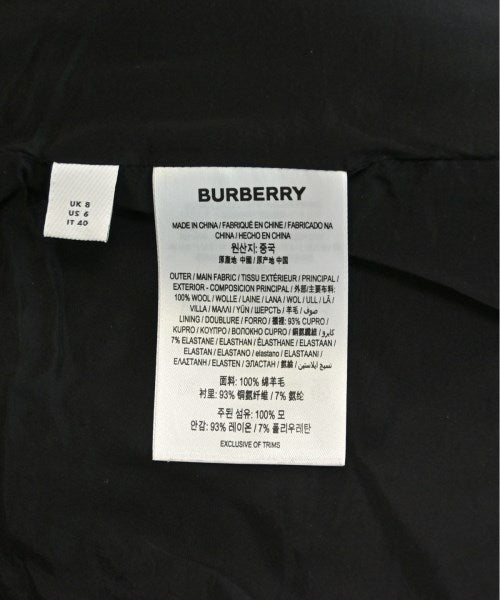 UK 8
US 6
IT 40
BURBERRY
MADE IN CHINA / FABRIQUÉ EN CHINE / FABRICADO NA
CHINA / HECHO EN CHINA
원산지: 중국
原產地 中國 / 原产地 中国
OUTER / MAIN FABRIC / TISSU EXTÉRIEUR / PRINCIPAL /
EXTERIOR - COMPOSICION PRINCIPAL / 外部/主要布料:
100% WOOL / WOLLE / LAINE / LANA / WOL / ULL / LÃ /
VILLA / ΜΑΛΛΙ / YÜN / ШЕРСТЬ / 羊毛 / صوف
LINING / DOUBLURE / FORRO / 襯裡: 93% CUPRO /
KUPRO / ΚΟΥΠΡΟ / ВОЛОКНО CUPRO / 銅氨纖維 / كابرو
7% ELASTANE / ELASTHAN / ÉLASTHANE / ELASTAAN /
ELASTAN / ELASTANO / elastano / ELASTAANI /
ΕΛΑΣΤΑΝΗ / ELASTEN / ЭЛАСТАН / 氨綸 / نسيج ايلاستين
面料: 100% 绵羊毛
衬里: 93% 铜氨纤维 / 7% 氨纶
주된 섬유: 100% 모
안감: 93% 레이온 / 7% 폴리우레탄
EXCLUSIVE OF TRIMS